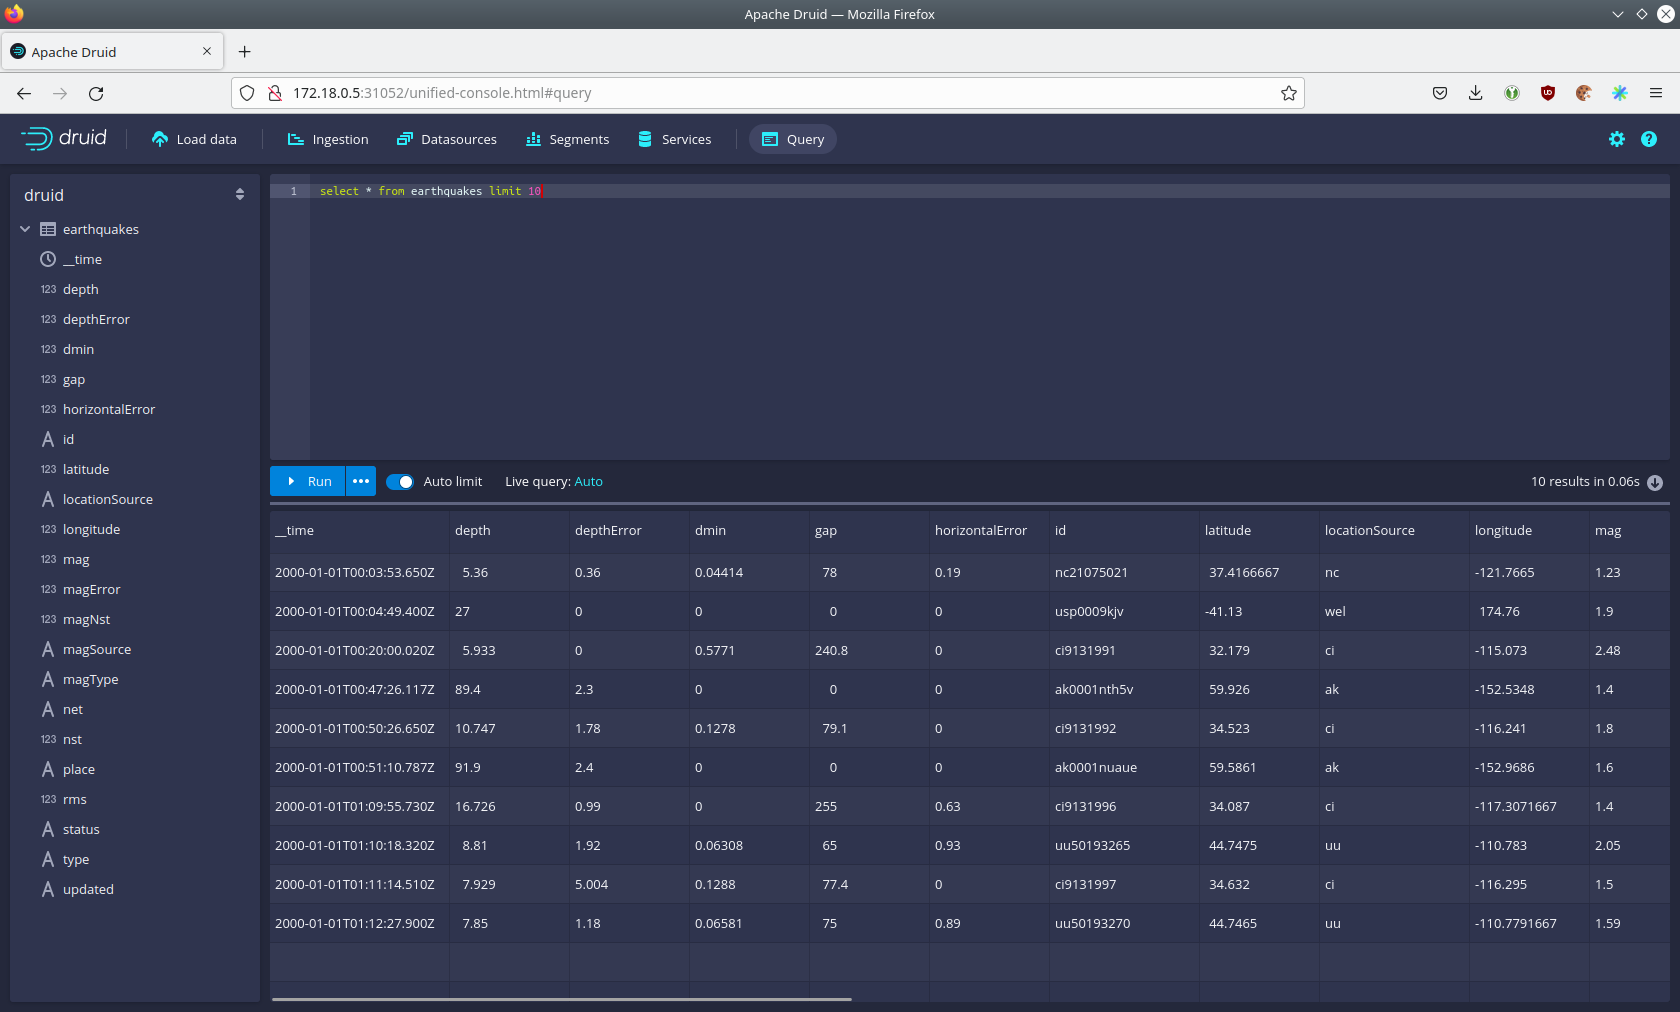 Apache Druid — Mozilla Firefox
Apache Druid
172.18.0.5:31052/unified-console.html#query
druid Load data Ingestion Datasources Segments Services Query
druid
earthquakes
__time
123 depth
123 depthError
123 dmin
123 gap
123 horizontalError
A id
123 latitude
A locationSource
123 longitude
123 mag
123 magError
123 magNst
A magSource
A magType
A net
123 nst
A place
123 rms
A status
A type
A updated
1 select * from earthquakes limit 10
Run Auto limit Live query: Auto 10 results in 0.06s
__time depth depthError dmin gap horizontalError id latitude locationSource longitude mag
2000-01-01T00:03:53.650Z 5.36 0.36 0.04414 78 0.19 nc21075021 37.4166667 nc -121.7665 1.23
2000-01-01T00:04:49.400Z 27 0 0 0 0 usp0009kjv -41.13 wel 174.76 1.9
2000-01-01T00:20:00.020Z 5.933 0 0.5771 240.8 0 ci9131991 32.179 ci -115.073 2.48
2000-01-01T00:47:26.117Z 89.4 2.3 0 0 0 ak0001nth5v 59.926 ak -152.5348 1.4
2000-01-01T00:50:26.650Z 10.747 1.78 0.1278 79.1 0 ci9131992 34.523 ci -116.241 1.8
2000-01-01T00:51:10.787Z 91.9 2.4 0 0 0 ak0001nuaue 59.5861 ak -152.9686 1.6
2000-01-01T01:09:55.730Z 16.726 0.99 0 255 0.63 ci9131996 34.087 ci -117.3071667 1.4
2000-01-01T01:10:18.320Z 8.81 1.92 0.06308 65 0.93 uu50193265 44.7475 uu -110.783 2.05
2000-01-01T01:11:14.510Z 7.929 5.004 0.1288 77.4 0 ci9131997 34.632 ci -116.295 1.5
2000-01-01T01:12:27.900Z 7.85 1.18 0.06581 75 0.89 uu50193270 44.7465 uu -110.7791667 1.59